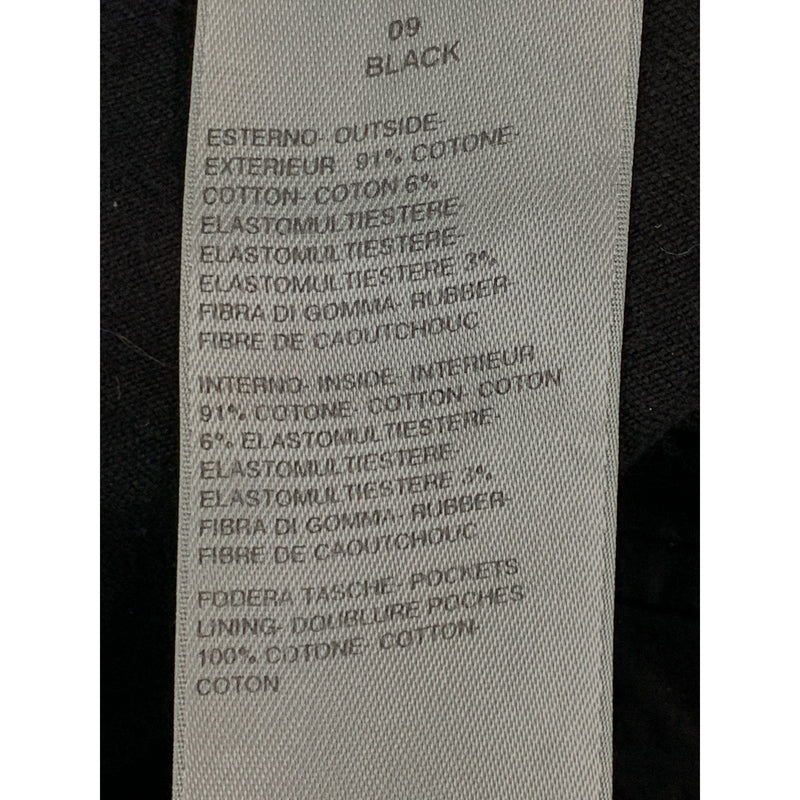 09
BLACK
ESTERNO- OUTSIDE-
EXTERIEUR 91% COTONE-
COTTON- COTON 6%
ELASTOMULTIESTERE
ELASTOMULTIESTERE-
ELASTOMULTIESTERE 3%
FIBRA DI GOMMA- RUBBER-
FIBRE DE CAOUTCHOUC
INTERNO- INSIDE- INTERIEUR
91% COTONE- COTTON- COTON
6% ELASTOMULTIESTERE-
ELASTOMULTIESTERE-
ELASTOMULTIESTERE 3%
FIBRA DI GOMMA- RUBBER-
FIBRE DE CAOUTCHOUC
FODERA TASCHE- POCKETS
LINING- DOUBLURE POCHES
100% COTONE- COTTON-
COTON